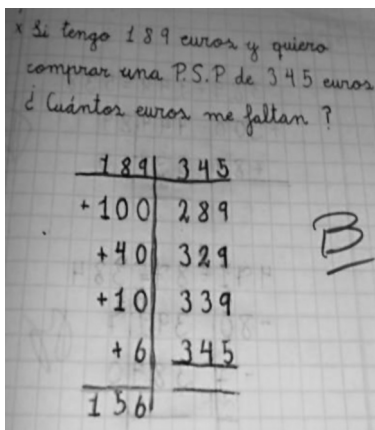 x Si tengo 189 euros y quiero
comprar una P.S.P de 345 euros
¿ Cuántos euros me faltan ?
189 345
+100 289
+40 329
+10 339
+6 345
156
B